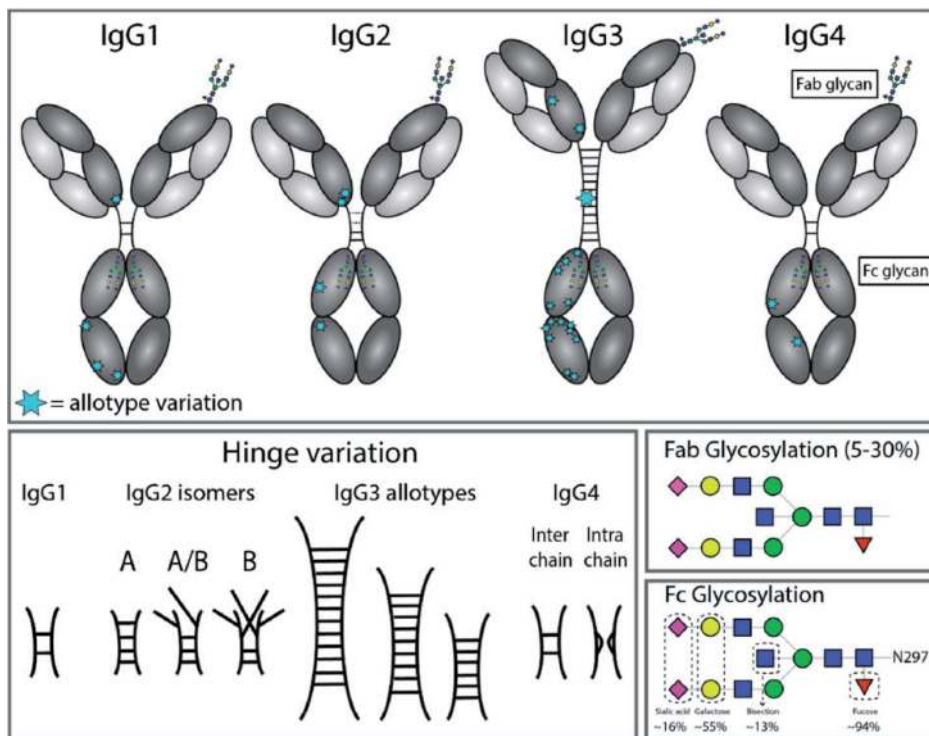 IgG1 IgG2 IgG3 IgG4
Fab glycan
Fc glycan
= allotype variation
Hinge variation
IgG1 IgG2 isomers IgG3 allotypes IgG4
Inter chain Intra chain
A A/B B
Fab Glycosylation (5-30%)
Fc Glycosylation
N297
Sialic acid Galactose Bisection Fucose
~16% ~55% ~13% ~94%